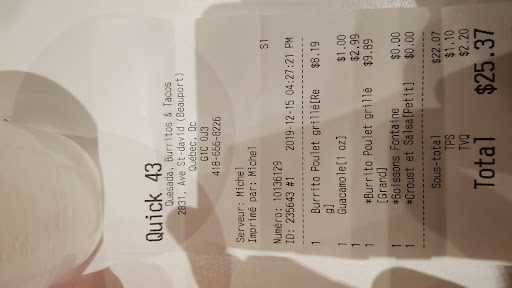 Quick 43
Quesada, Burritos & Tacos
2831, Ave St-david (Beauport)
Québec, Qc
G1C 0J3
418-666-8226
S1
Serveur: Michel
Imprimé par: Michel
Numéro: 10136129
ID: 235643 #1 2019-12-15 04:27:21 PM
1 Burrito Poulet grillé[Re $8.19
g]
1 Guacamole[1 oz] $1.00
1 $2.99
1 *Burrito Poulet grillé $9.89
[Grand]
1 *Boissons Fontaine $0.00
1 *Croust et Salsa[Petit] $0.00
Sous-total $22.07
TPS $1.10
TVQ $2.20
Total $25.37